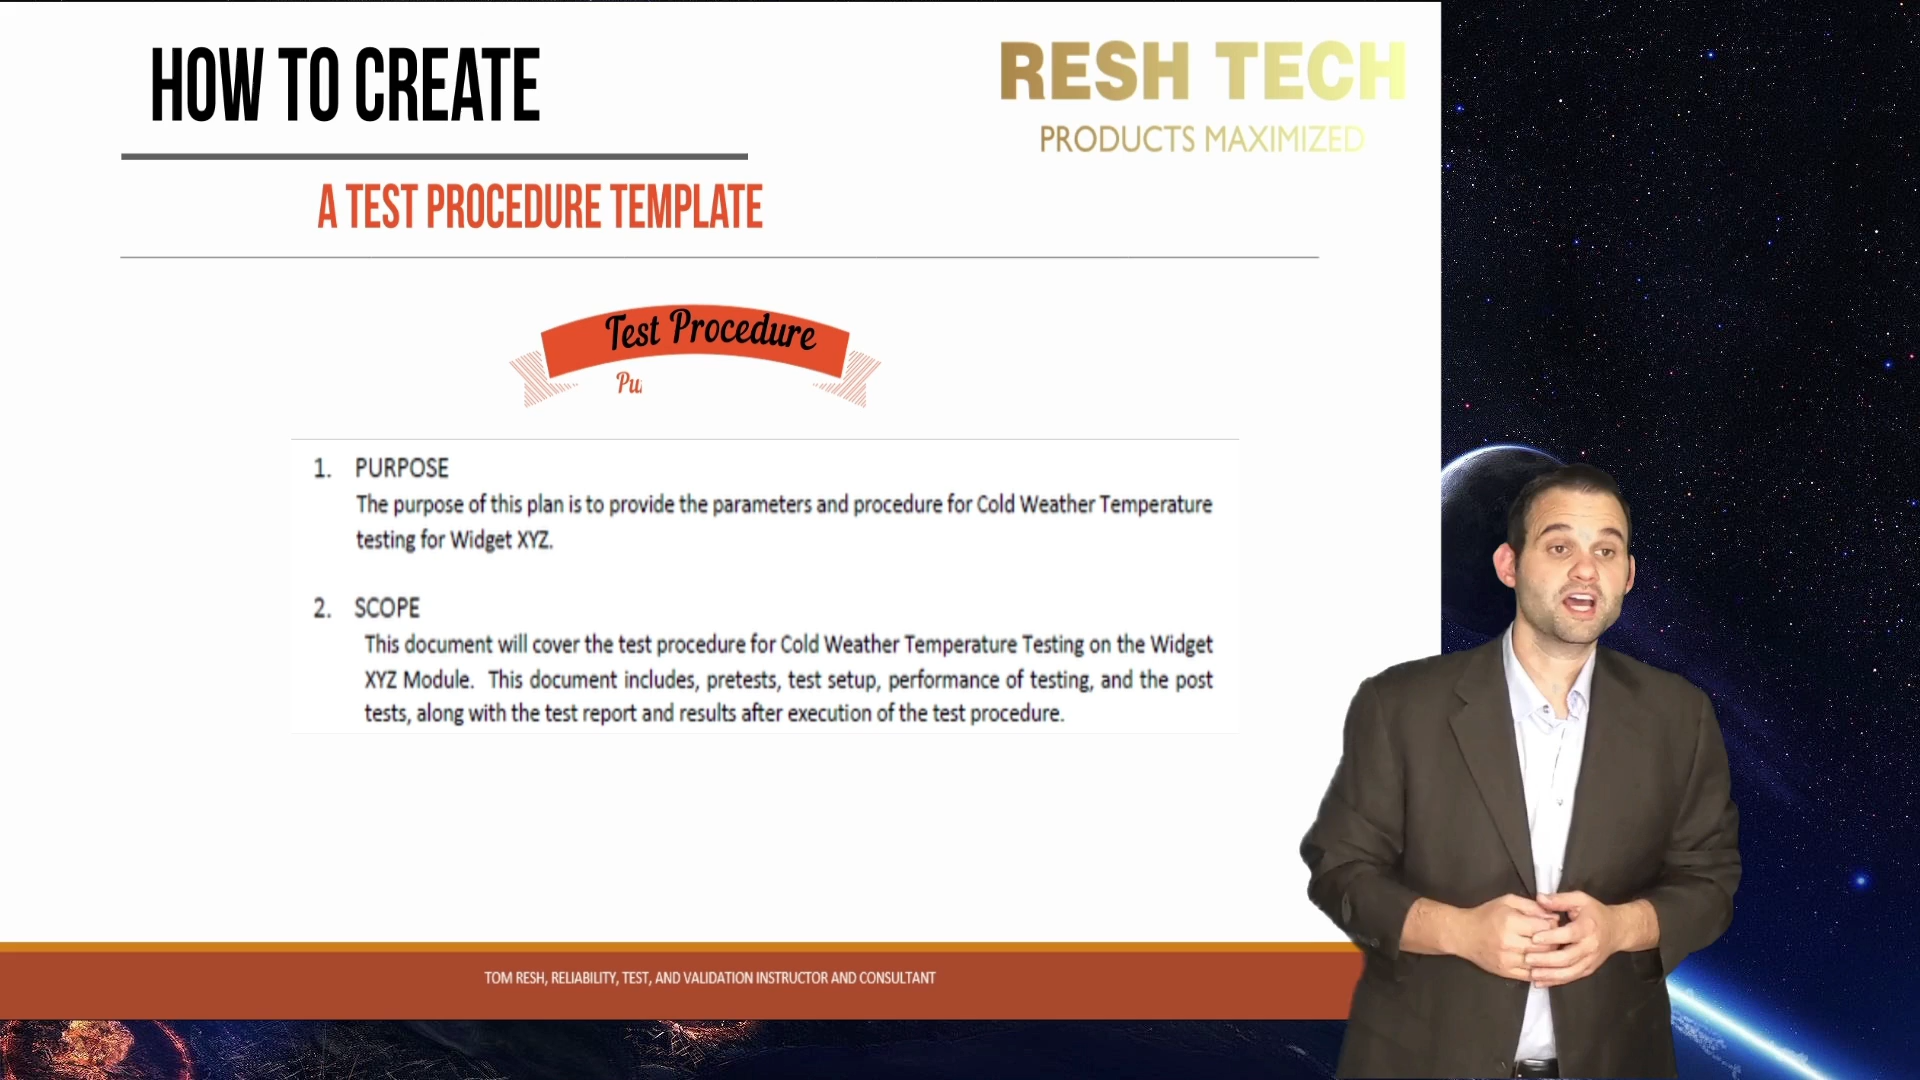 HOW TO CREATE
RESH TECH
PRODUCTS MAXIMIZED
A TEST PROCEDURE TEMPLATE
Test Procedure
1. PURPOSE
The purpose of this plan is to provide the parameters and procedure for Cold Weather Temperature
testing for Widget XYZ.
2. SCOPE
This document will cover the test procedure for Cold Weather Temperature Testing on the Widget
XYZ Module. This document includes, pretests, test setup, performance of testing, and the post
tests, along with the test report and results after execution of the test procedure.
TOM RESH, RELIABILITY, TEST, AND VALIDATION INSTRUCTOR AND CONSULTANT